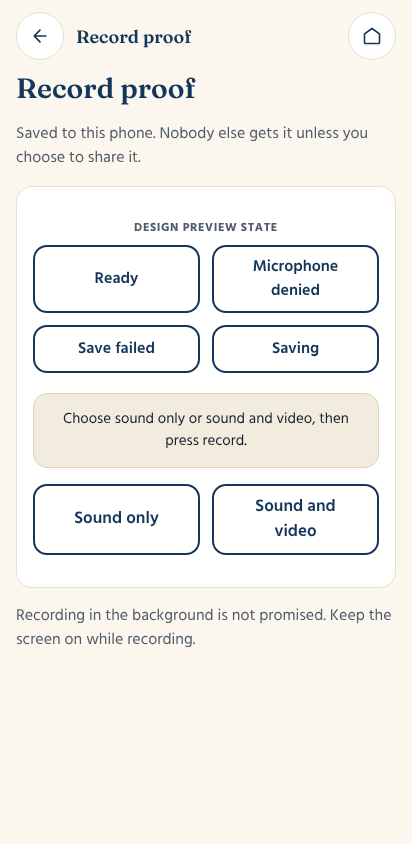 Record proof
Record proof
Saved to this phone. Nobody else gets it unless you
choose to share it.
DESIGN PREVIEW STATE
Ready
Microphone
denied
Save failed
Saving
Choose sound only or sound and video, then
press record.
Sound only
Sound and
video
Recording in the background is not promised. Keep the
screen on while recording.